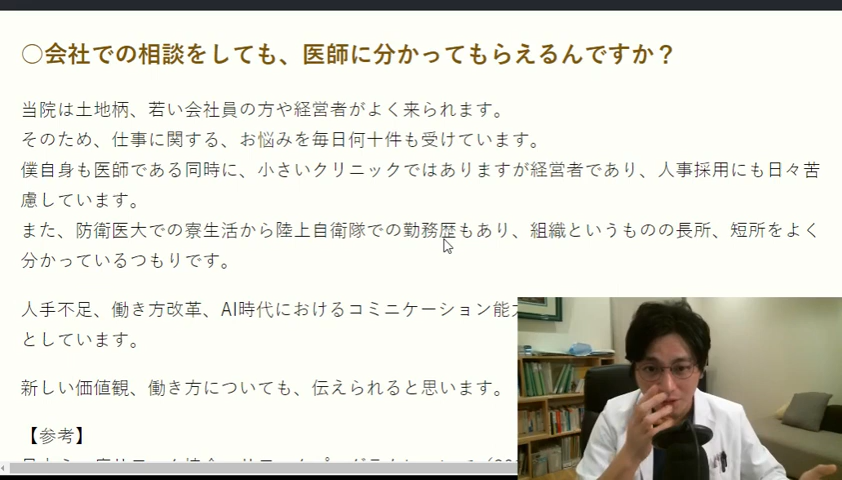 ○会社での相談をしても、医師に分かってもらえるんですか？
当院は土地柄、若い会社員の方や経営者がよく来られます。
そのため、仕事に関する、お悩みを毎日何十件も受けています。
僕自身も医師である同時に、小さいクリニックではありますが経営者であり、人事採用にも日々苦
慮しています。
また、防衛医大での寮生活から陸上自衛隊での勤務歴もあり、組織というものの長所、短所をよく
分かっているつもりです。
人手不足、働き方改革、AI時代におけるコミニケーション能
としています。
新しい価値観、働き方についても、伝えられると思います。
【参考】